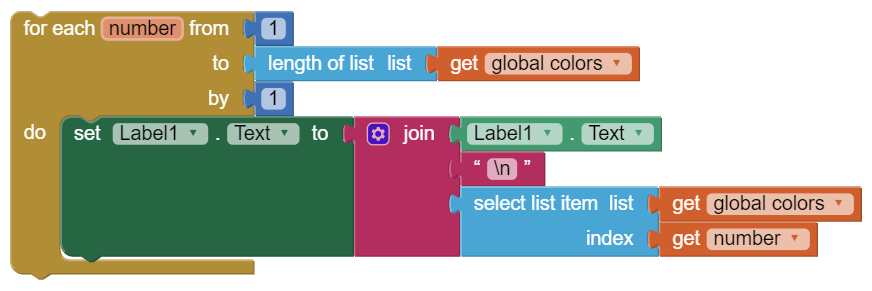 for each number from 1
to length of list list get global colors
by 1
do set Label1 . Text to join Label1 . Text
“ \n ”
select list item list get global colors
index get number